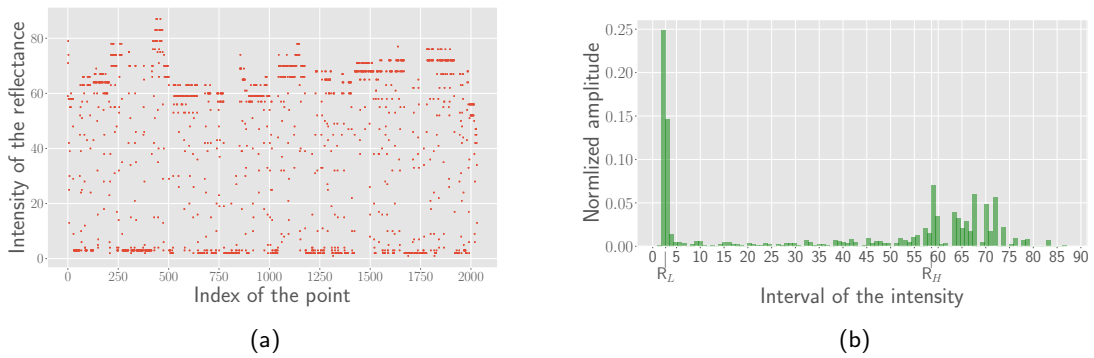 80
60
40
20
0
Intensity of the reflectance
0 250 500 750 1000 1250 1500 1750 2000
Index of the point
(a)
0.25
0.20
0.15
0.10
0.05
0.00
Normlized amplitude
0 5 10 15 20 25 30 35 40 45 50 55 60 65 70 75 80 85 90
R_L R_H
Interval of the intensity
(b)